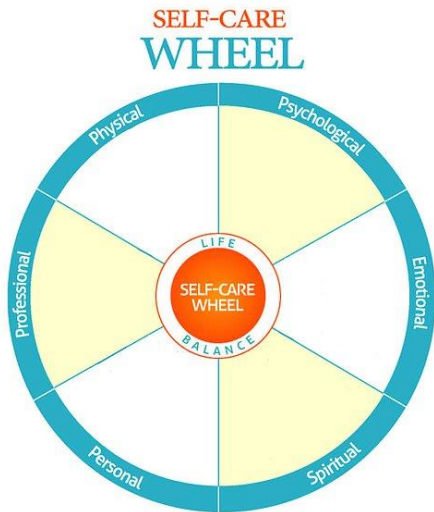 SELF-CARE
WHEEL
Physical
Psychological
Professional
LIFE
SELF-CARE
WHEEL
BALANCE
Emotional
Personal
Spiritual